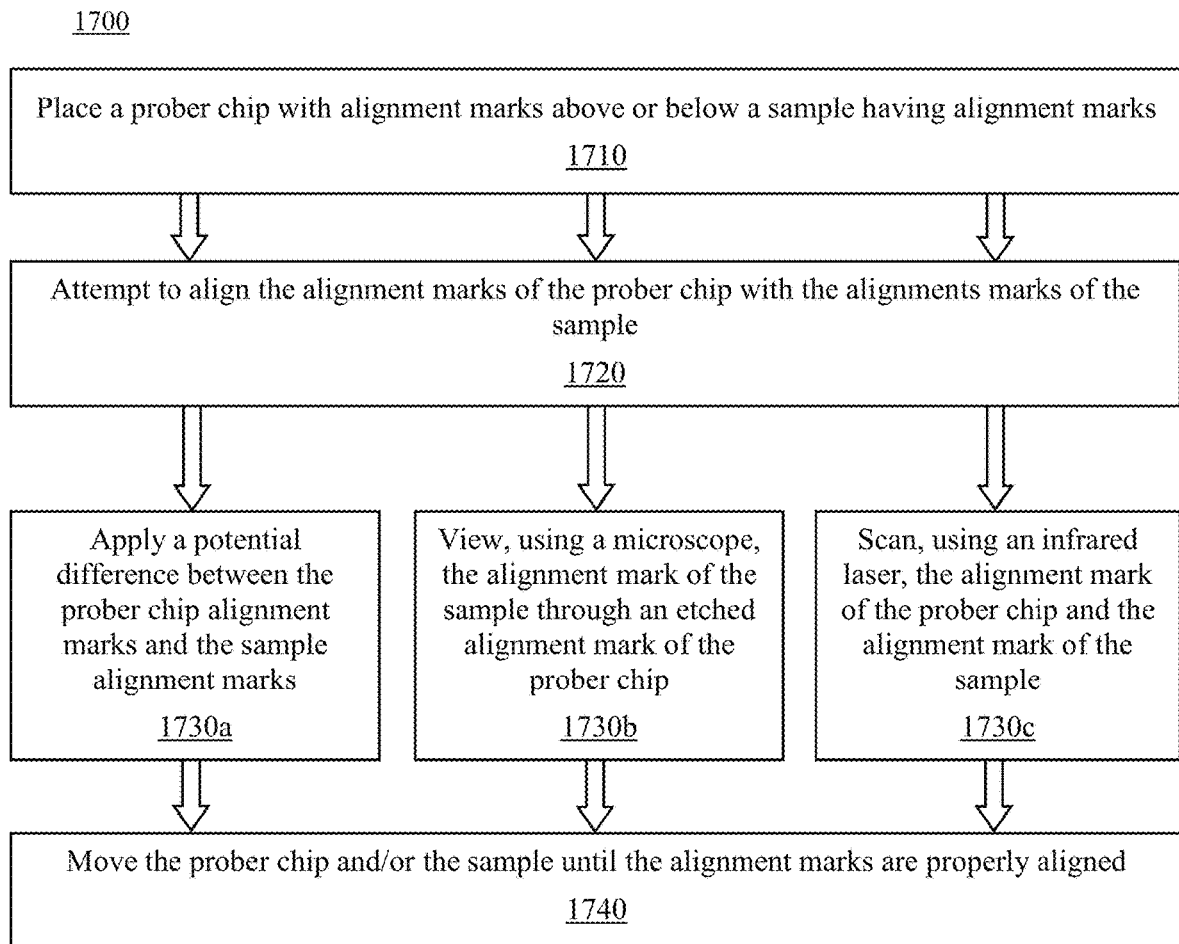 1700
Place a prober chip with alignment marks above or below a sample having alignment marks
1710
Attempt to align the alignment marks of the prober chip with the alignments marks of the
sample
1720
Apply a potential
difference between the
prober chip alignment
marks and the sample
alignment marks
1730a
View, using a microscope,
the alignment mark of the
sample through an etched
alignment mark of the
prober chip
1730b
Scan, using an infrared
laser, the alignment mark
of the prober chip and the
alignment mark of the
sample
1730c
Move the prober chip and/or the sample until the alignment marks are properly aligned
1740